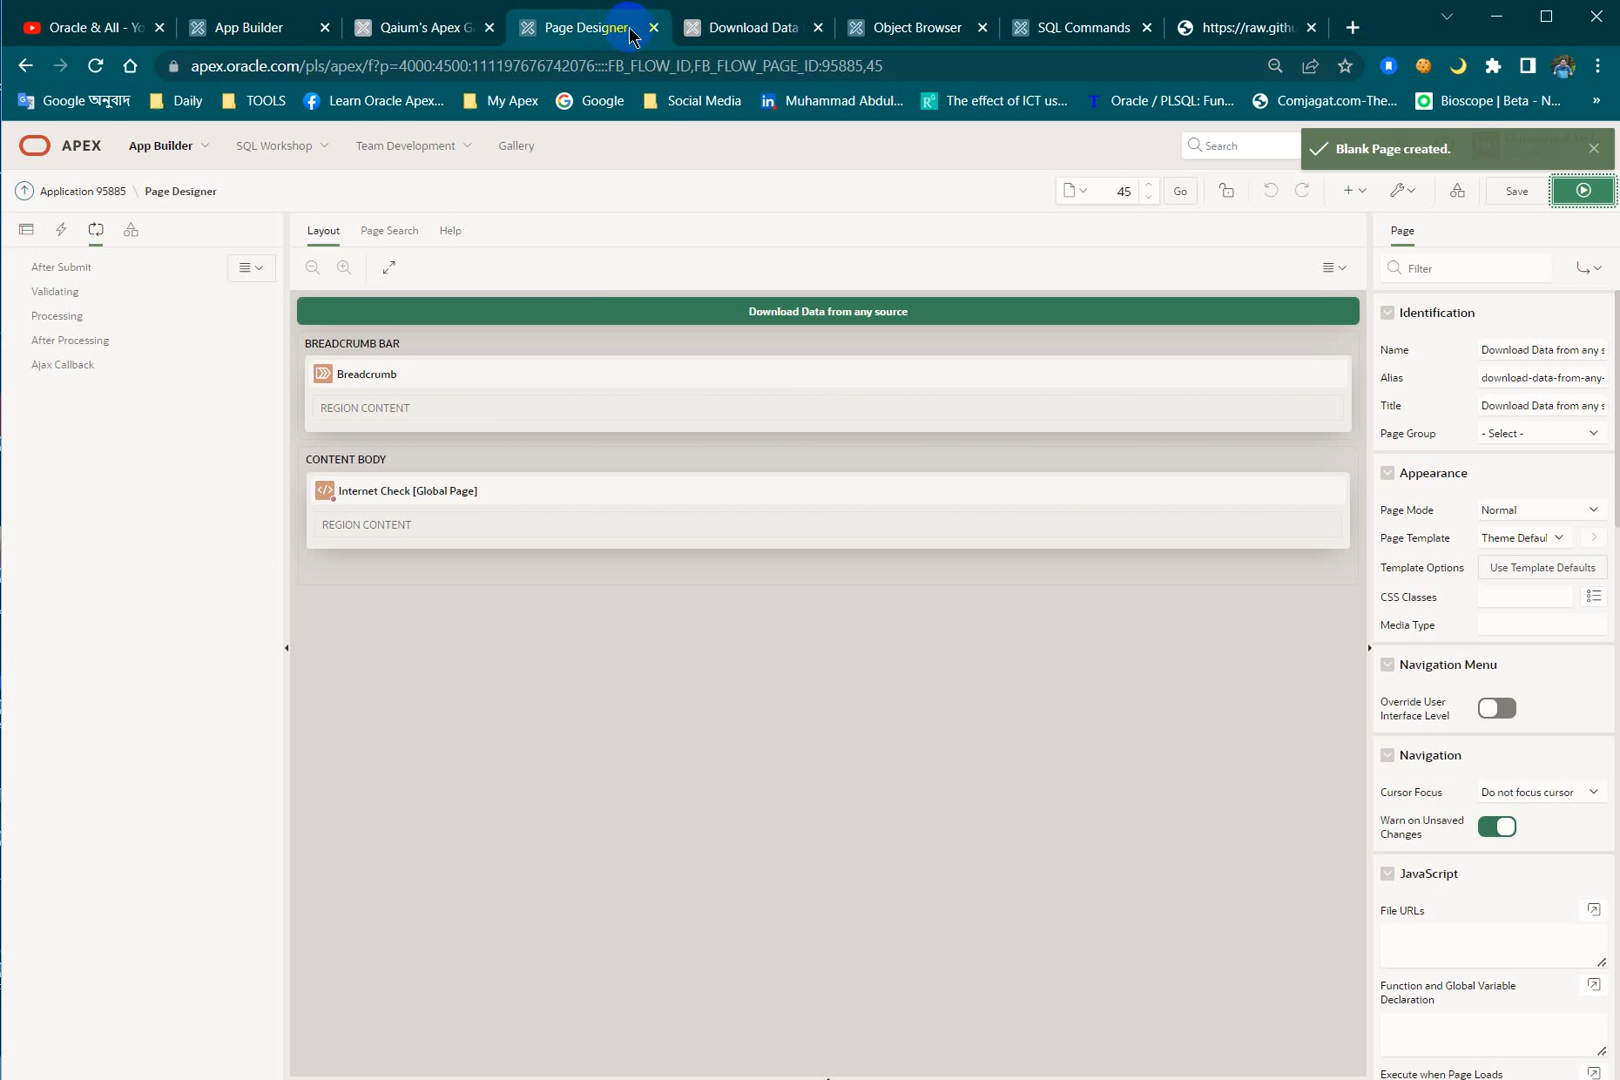 Oracle & All - Yo
App Builder
Qaium's Apex G
Page Designer
Download Data
Object Browser
SQL Commands
https://raw.githu
apex.oracle.com/pls/apex/f?p=4000:4500:111197676742076::::FB_FLOW_ID,FB_FLOW_PAGE_ID:95885,45
Google অনুবাদ
Daily
TOOLS
Learn Oracle Apex...
My Apex
Google
Social Media
Muhammad Abdul...
The effect of ICT us...
Oracle / PLSQL: Fun...
Comjagat.com-The...
Bioscope | Beta - N...
»
APEX
App Builder
SQL Workshop
Team Development
Gallery
Search
Blank Page created.
Application 95885 \ Page Designer
45
Go
Save
Layout
Page Search
Help
Page
After Submit
Validating
Processing
After Processing
Ajax Callback
Filter
Download Data from any source
BREADCRUMB BAR
Breadcrumb
REGION CONTENT
CONTENT BODY
Internet Check [Global Page]
REGION CONTENT
Identification
Name Download Data from any s
Alias download-data-from-any-
Title Download Data from any s
Page Group - Select -
Appearance
Page Mode Normal
Page Template Theme Defaul
Template Options Use Template Defaults
CSS Classes
Media Type
Navigation Menu
Override User
Interface Level
Navigation
Cursor Focus Do not focus cursor
Warn on Unsaved
Changes
JavaScript
File URLs
Function and Global Variable
Declaration
Execute when Page Loads